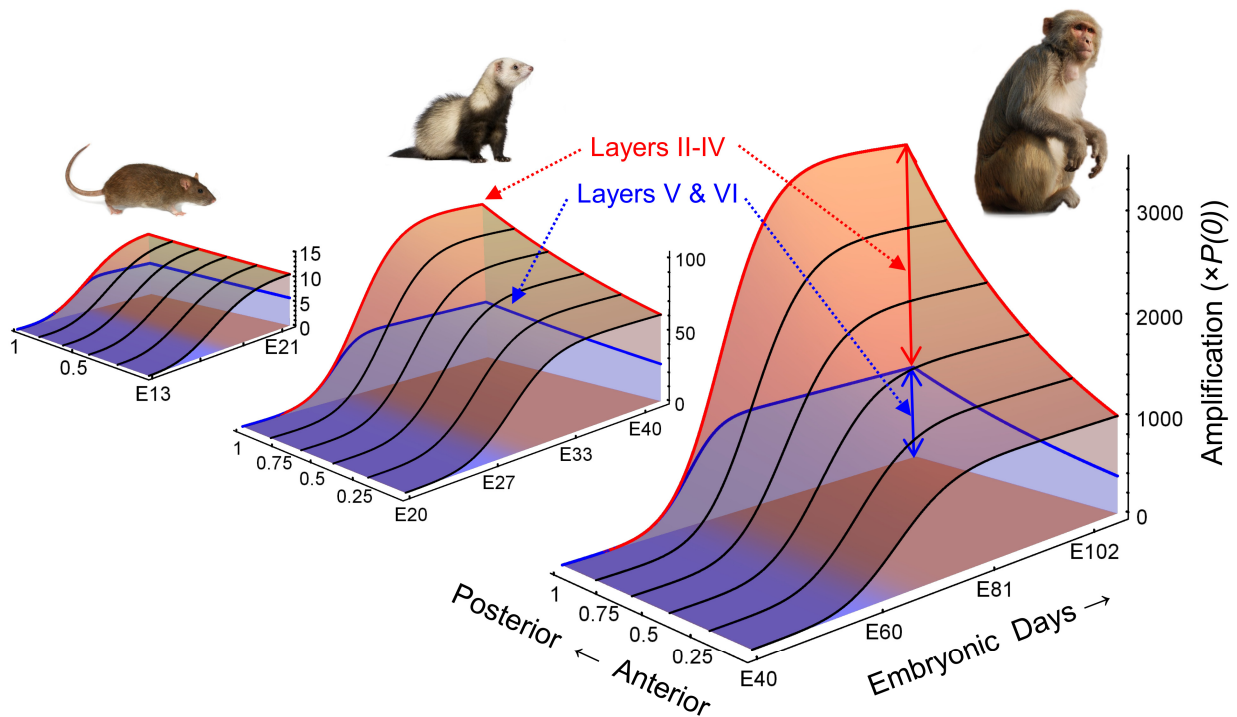 Layers II-IV
Layers V & VI
15
10
5
0
1
0.5
E13
E21
100
50
0
1
0.75
0.5
0.25
E20
E27
E33
E40
3000
2000
1000
0
Amplification (×P(0))
1
0.75
0.5
0.25
E40
E60
E81
E102
Posterior ← Anterior
Embryonic Days →